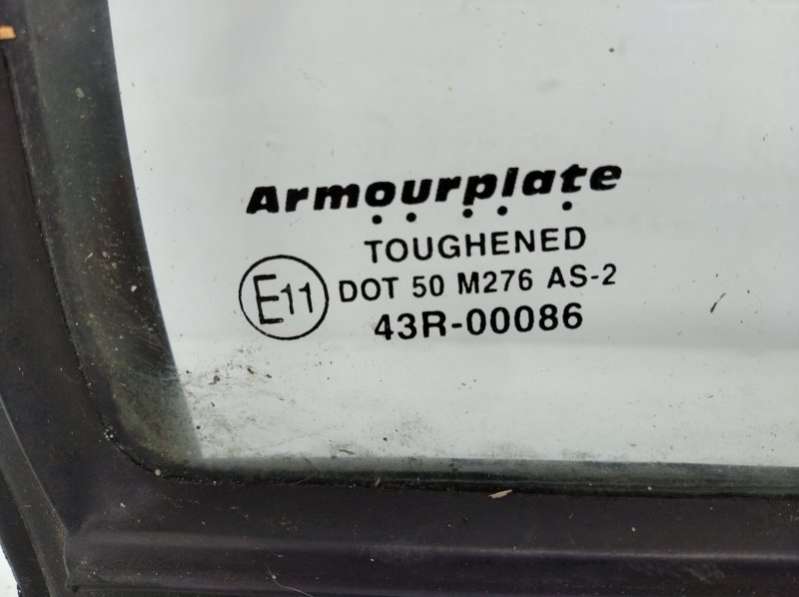 Armourplate
TOUGHENED
E11 DOT 50 M276 AS-2
43R-00086